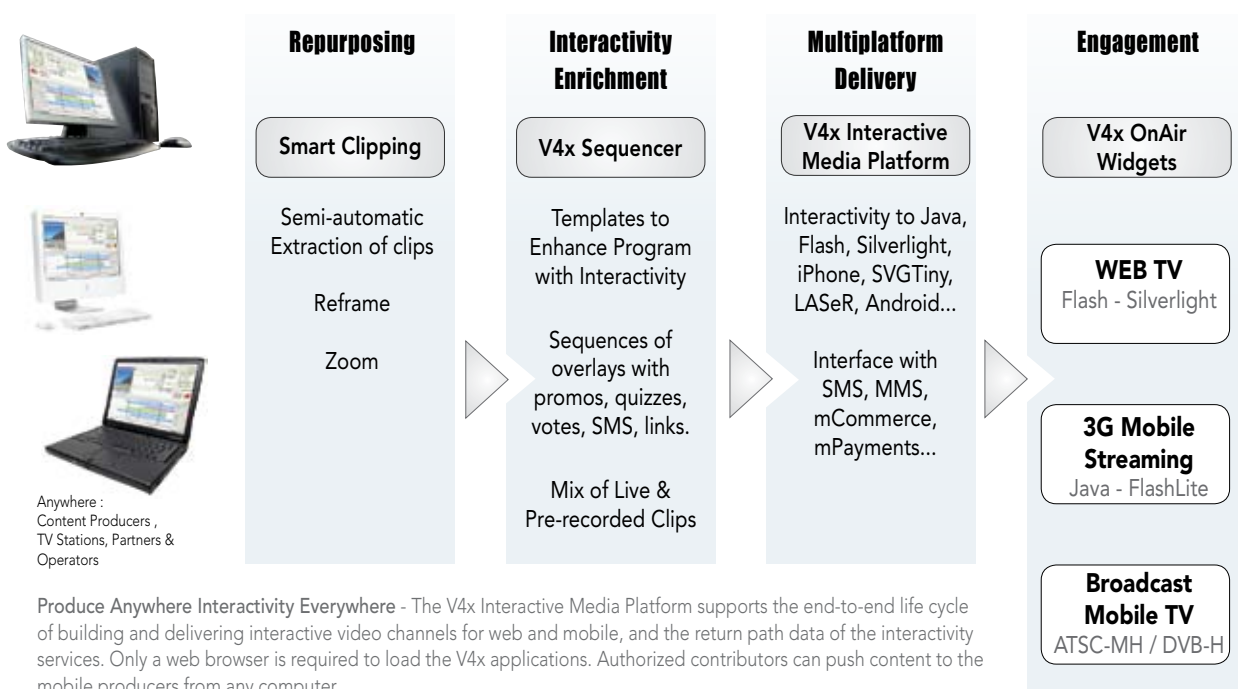 Repurposing
Smart Clipping
Semi-automatic
Extraction of clips
Reframe
Zoom
Interactivity
Enrichment
V4x Sequencer
Templates to
Enhance Program
with Interactivity
Sequences of
overlays with
promos, quizzes,
votes, SMS, links.
Mix of Live &
Pre-recorded Clips
Multiplatform
Delivery
V4x Interactive
Media Platform
Interactivity to Java,
Flash, Silverlight,
iPhone, SVGTiny,
LASeR, Android...
Interface with
SMS, MMS,
mCommerce,
mPayments...
Engagement
V4x OnAir
Widgets
WEB TV
Flash - Silverlight
3G Mobile
Streaming
Java - FlashLite
Broadcast
Mobile TV
ATSC-MH / DVB-H
Anywhere :
Content Producers ,
TV Stations, Partners &
Operators
Produce Anywhere Interactivity Everywhere - The V4x Interactive Media Platform supports the end-to-end life cycle
of building and delivering interactive video channels for web and mobile, and the return path data of the interactivity
services. Only a web browser is required to load the V4x applications. Authorized contributors can push content to the
mobile producers from any computer